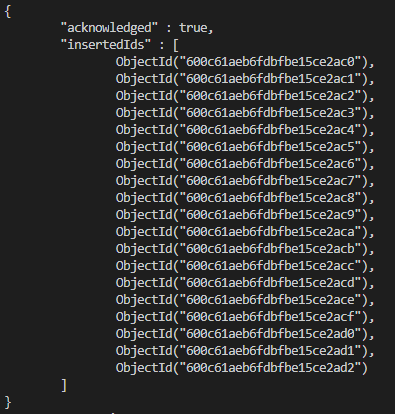 {
"acknowledged" : true,
"insertedIds" : [
ObjectId("600c61aeb6fdbfbe15ce2ac0"),
ObjectId("600c61aeb6fdbfbe15ce2ac1"),
ObjectId("600c61aeb6fdbfbe15ce2ac2"),
ObjectId("600c61aeb6fdbfbe15ce2ac3"),
ObjectId("600c61aeb6fdbfbe15ce2ac4"),
ObjectId("600c61aeb6fdbfbe15ce2ac5"),
ObjectId("600c61aeb6fdbfbe15ce2ac6"),
ObjectId("600c61aeb6fdbfbe15ce2ac7"),
ObjectId("600c61aeb6fdbfbe15ce2ac8"),
ObjectId("600c61aeb6fdbfbe15ce2ac9"),
ObjectId("600c61aeb6fdbfbe15ce2aca"),
ObjectId("600c61aeb6fdbfbe15ce2acb"),
ObjectId("600c61aeb6fdbfbe15ce2acc"),
ObjectId("600c61aeb6fdbfbe15ce2acd"),
ObjectId("600c61aeb6fdbfbe15ce2ace"),
ObjectId("600c61aeb6fdbfbe15ce2acf"),
ObjectId("600c61aeb6fdbfbe15ce2ad0"),
ObjectId("600c61aeb6fdbfbe15ce2ad1"),
ObjectId("600c61aeb6fdbfbe15ce2ad2")
]
}